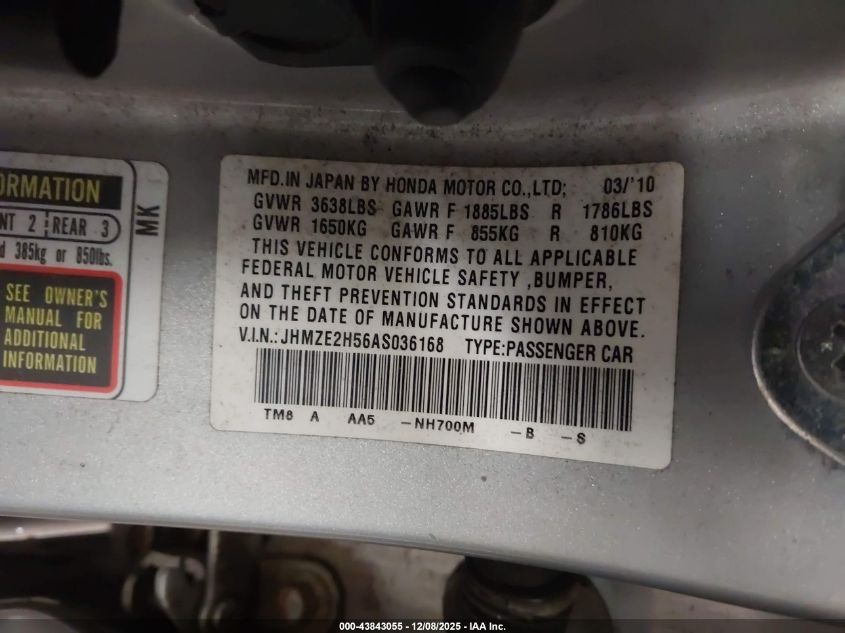 ORMATION
NT 2 REAR 3
d 385kg or 850lbs.
SEE OWNER'S
MANUAL FOR
ADDITIONAL
INFORMATION
MK
MFD.IN JAPAN BY HONDA MOTOR CO.,LTD; 03/'10
GVWR 3638LBS GAWR F 1885LBS R 1786LBS
GVWR 1650KG GAWR F 855KG R 810KG
THIS VEHICLE CONFORMS TO ALL APPLICABLE
FEDERAL MOTOR VEHICLE SAFETY ,BUMPER,
AND THEFT PREVENTION STANDARDS IN EFFECT
ON THE DATE OF MANUFACTURE SHOWN ABOVE.
V.I.N.:JHMZE2H56AS036168 TYPE:PASSENGER CAR
TM8 A AA5 -NH700M -B -S
000-43843055 - 12/08/2025 - IAA Inc.